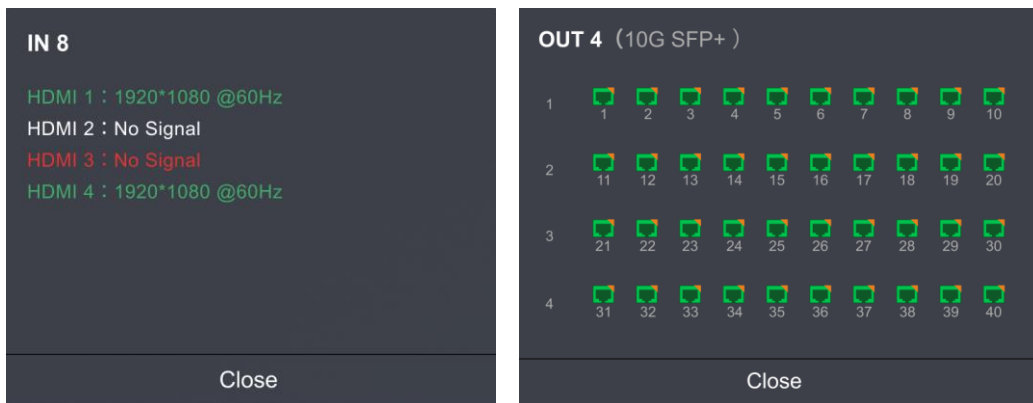 IN 8
HDMI 1：1920*1080 @60Hz
HDMI 2：No Signal
HDMI 3：No Signal
HDMI 4：1920*1080 @60Hz
Close
OUT 4（10G SFP+ ）
1
1 2 3 4 5 6 7 8 9 10
2
11 12 13 14 15 16 17 18 19 20
3
21 22 23 24 25 26 27 28 29 30
4
31 32 33 34 35 36 37 38 39 40
Close